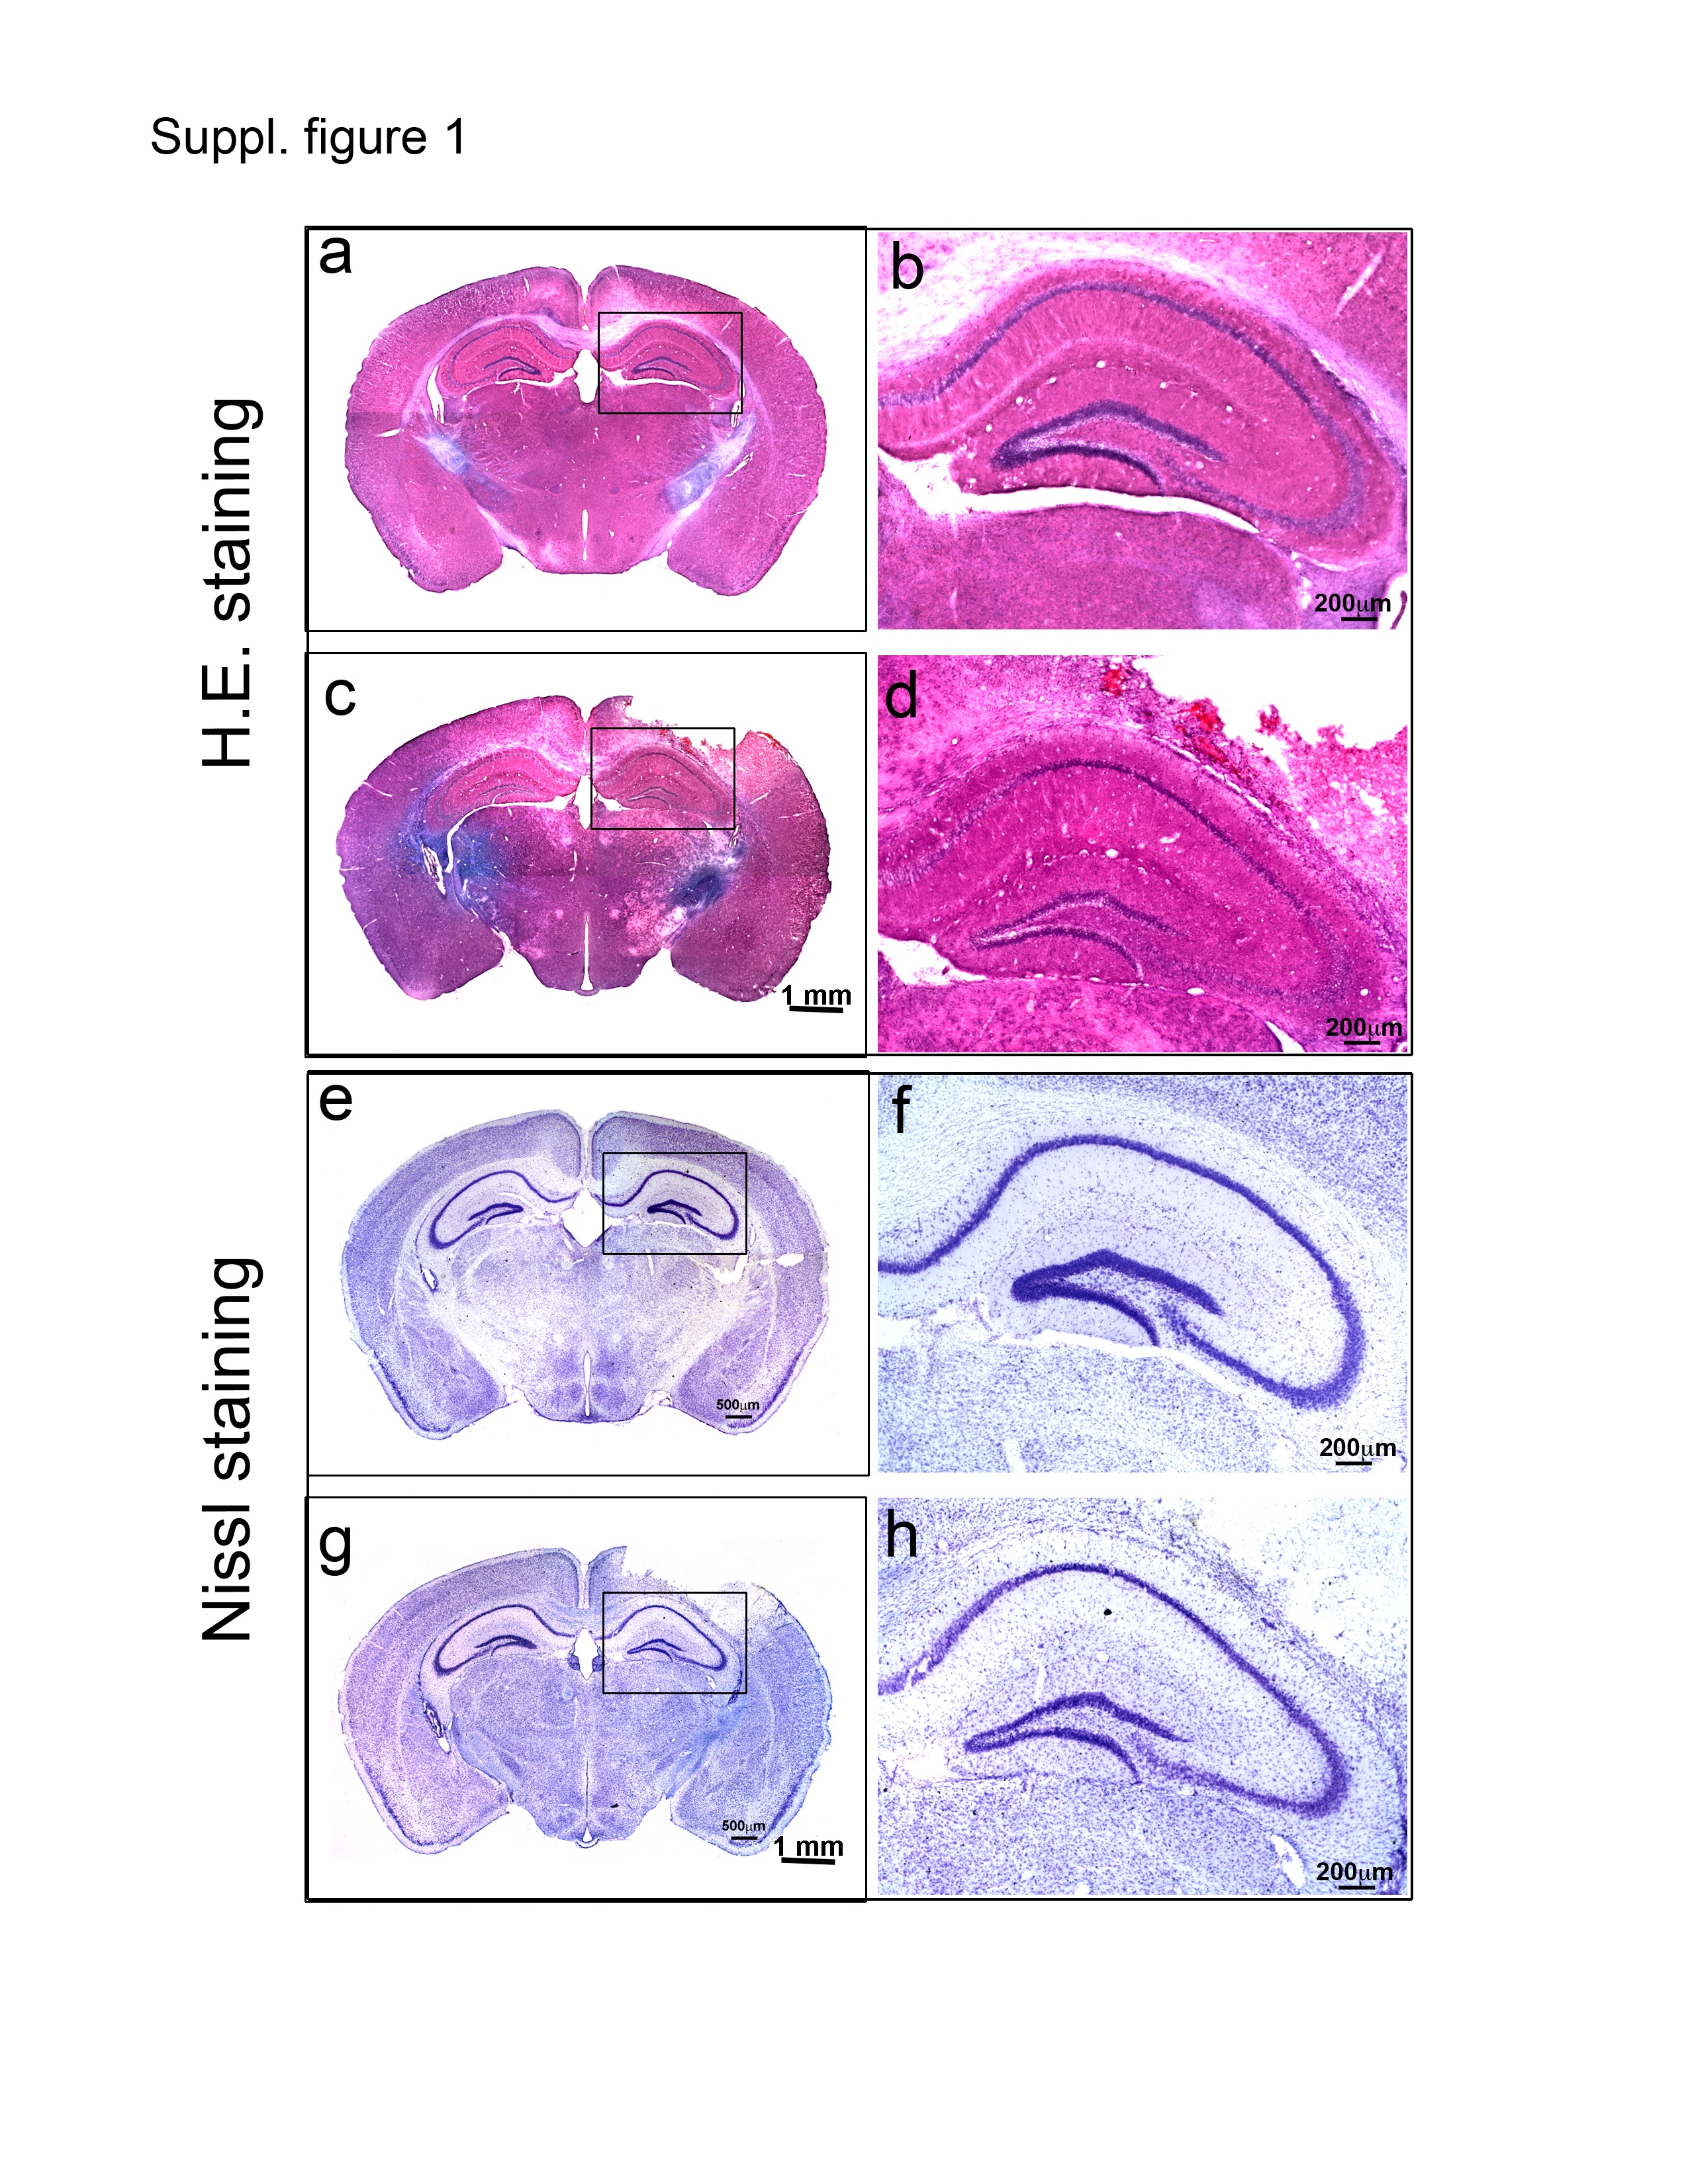 Suppl. figure 1
H.E. staining
a
b
200µm
c
1 mm
d
200µm
Nissl staining
e
500µm
f
200µm
g
500µm
1 mm
h
200µm